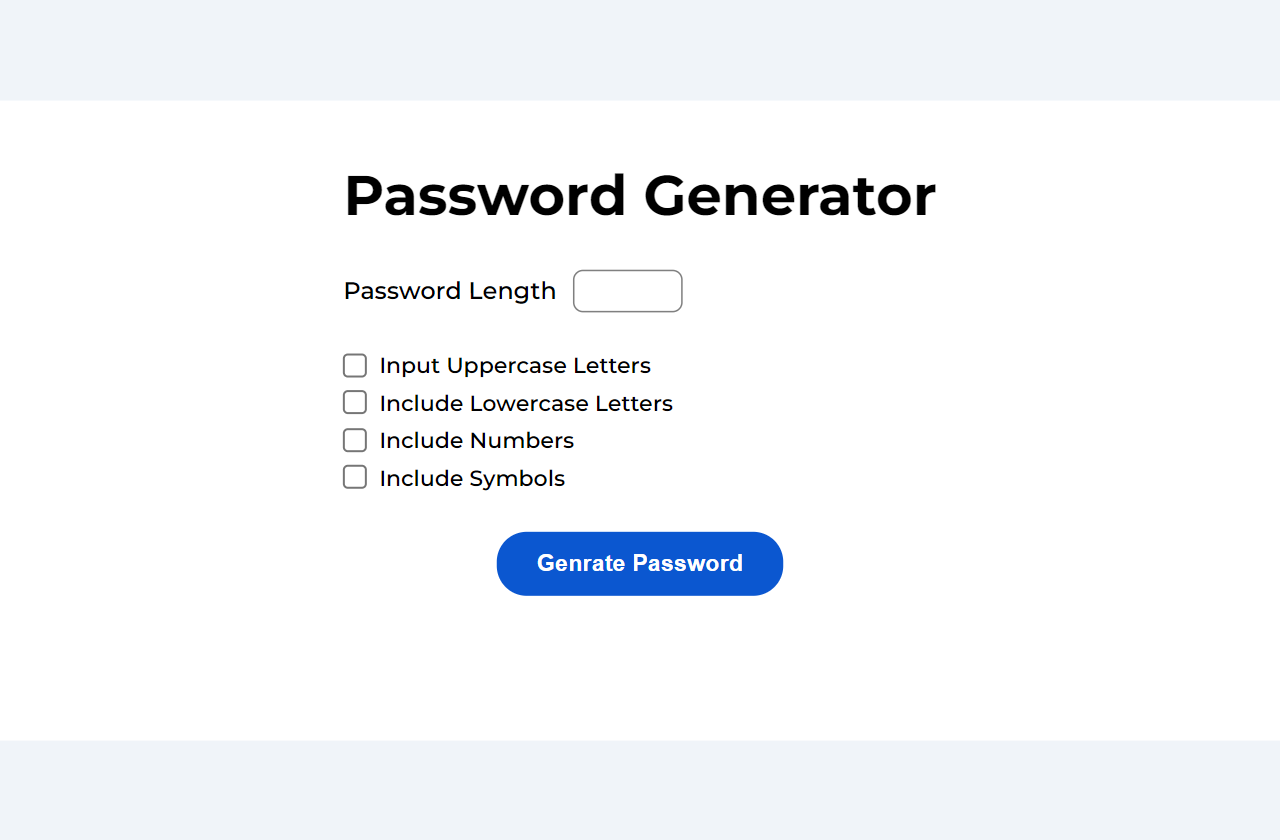 Password Generator
Password Length
Input Uppercase Letters
Include Lowercase Letters
Include Numbers
Include Symbols
Genrate Password